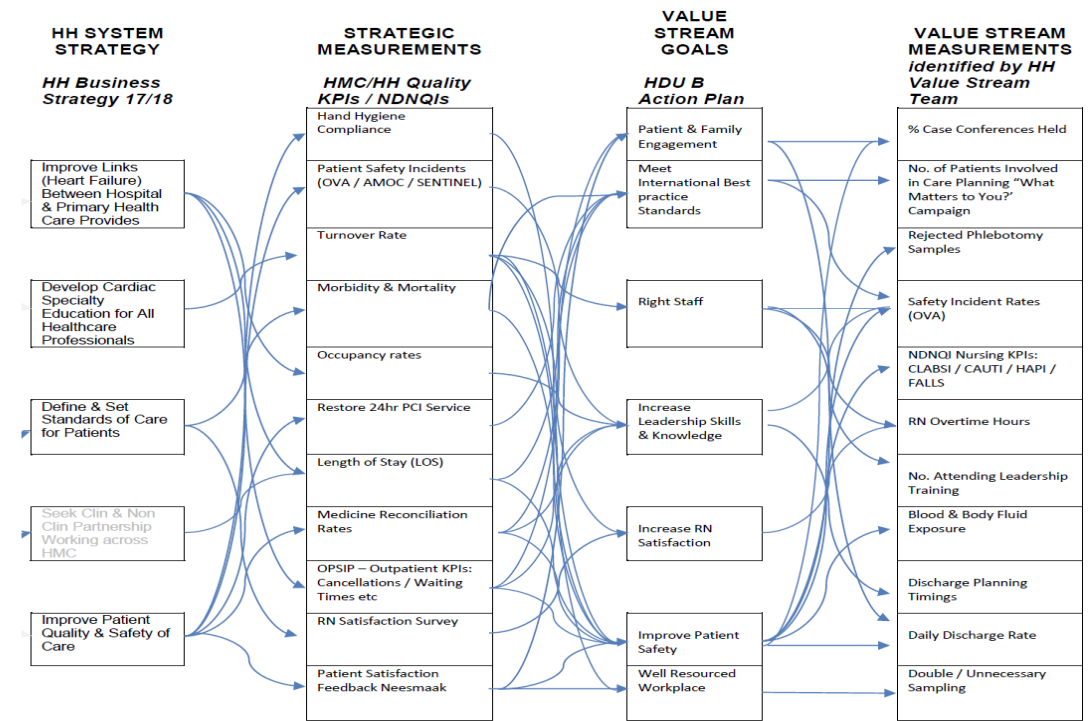 HH SYSTEM
STRATEGY
HH Business
Strategy 17/18
Improve Links
(Heart Failure)
Between Hospital
& Primary Health
Care Provides
Develop Cardiac
Specialty
Education for All
Healthcare
Professionals
Define & Set
Standards of Care
for Patients
Seek Clin & Non
Clin Partnership
Working across
HMC
Improve Patient
Quality & Safety of
Care
STRATEGIC
MEASUREMENTS
HMC/HH Quality
KPIs / NDNQIs
Hand Hygiene
Compliance
Patient Safety Incidents
(OVA / AMOC / SENTINEL)
Turnover Rate
Morbidity & Mortality
Occupancy rates
Restore 24hr PCI Service
Length of Stay (LOS)
Medicine Reconciliation
Rates
OPSIP – Outpatient KPIs:
Cancellations / Waiting
Times etc
RN Satisfaction Survey
Patient Satisfaction
Feedback Neesmaak
VALUE
STREAM
GOALS
HDU B
Action Plan
Patient & Family
Engagement
Meet
International Best
practice
Standards
Right Staff
Increase
Leadership Skills
& Knowledge
Increase RN
Satisfaction
Improve Patient
Safety
Well Resourced
Workplace
VALUE STREAM
MEASUREMENTS
identified by HH
Value Stream
Team
% Case Conferences Held
No. of Patients Involved
in Care Planning “What
Matters to You?’
Campaign
Rejected Phlebotomy
Samples
Safety Incident Rates
(OVA)
NDNQJ Nursing KPIs:
CLABSI / CAUTI / HAPI /
FALLS
RN Overtime Hours
No. Attending Leadership
Training
Blood & Body Fluid
Exposure
Discharge Planning
Timings
Daily Discharge Rate
Double / Unnecessary
Sampling